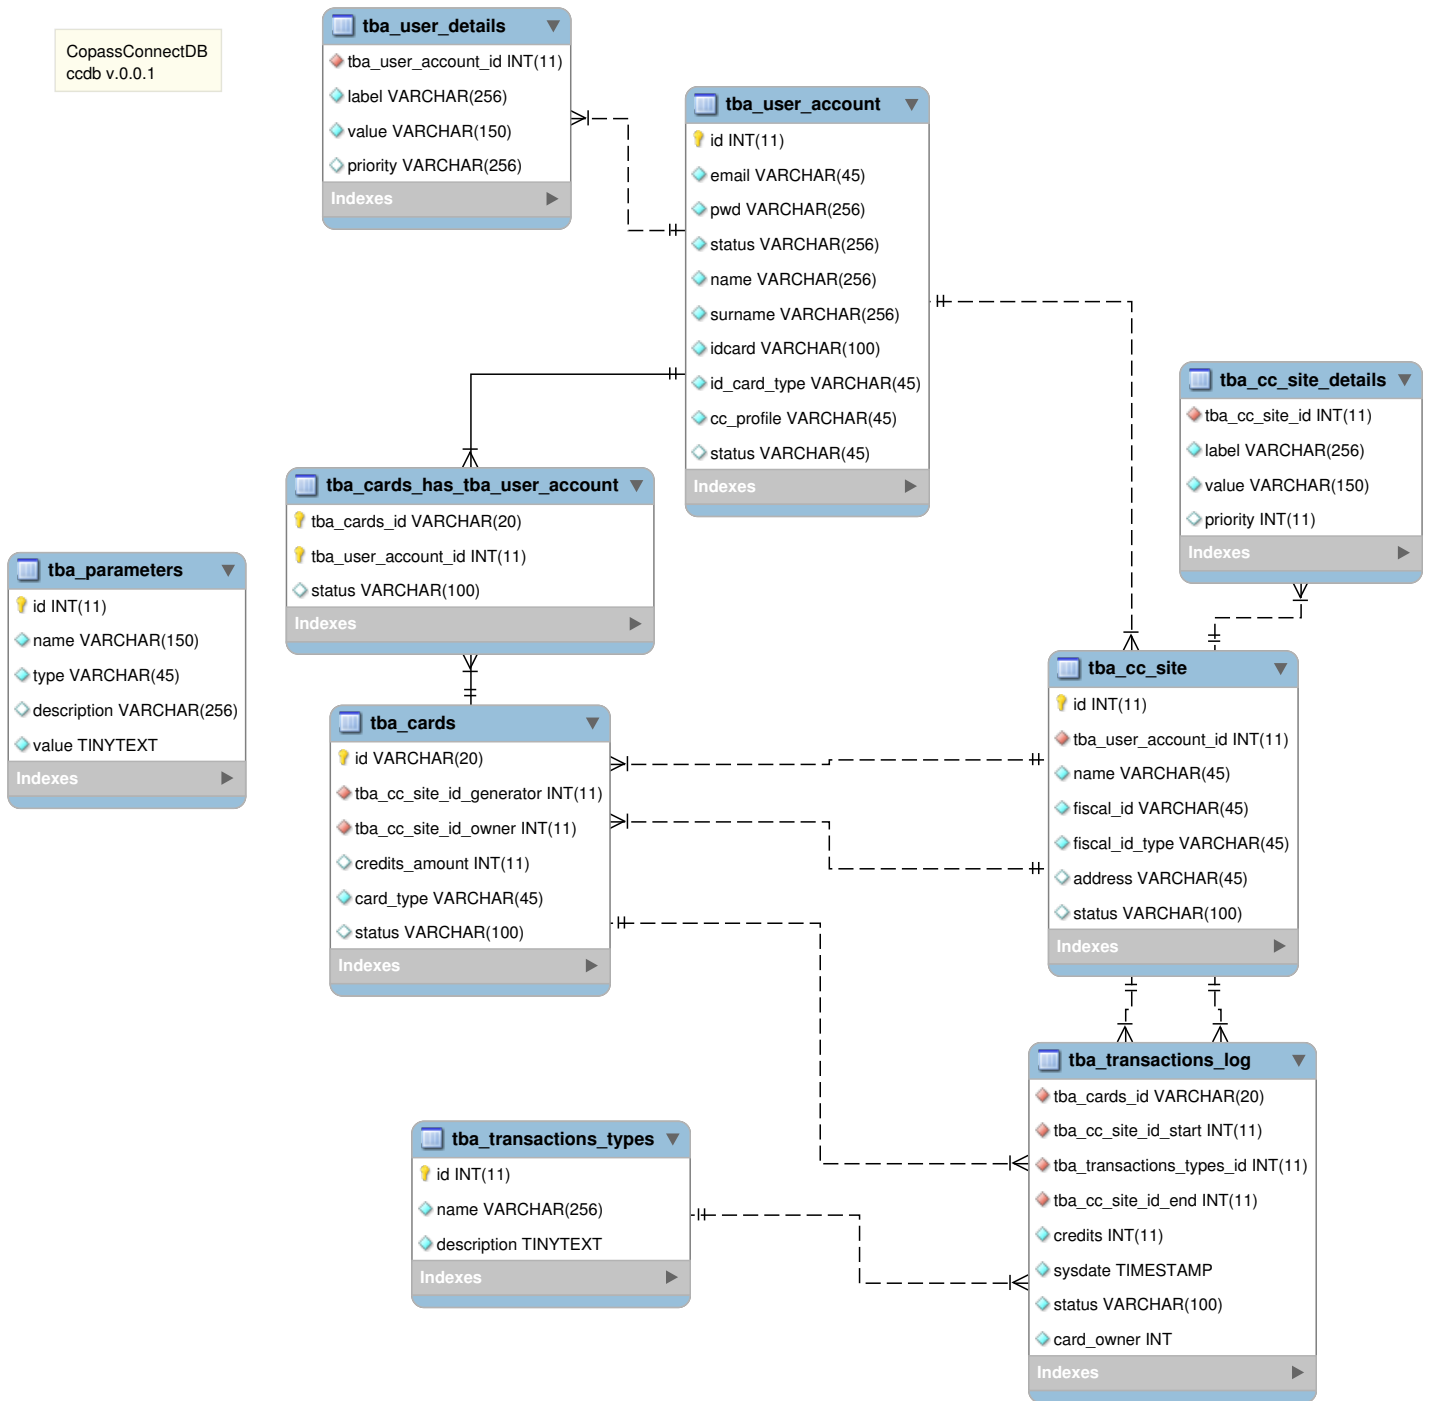 CopassConnectDB
ccdb v.0.0.1
tba_user_details
tba_user_account_id INT(11)
label VARCHAR(256)
value VARCHAR(150)
priority VARCHAR(256)
Indexes
tba_user_account
id INT(11)
email VARCHAR(45)
pwd VARCHAR(256)
status VARCHAR(256)
name VARCHAR(256)
surname VARCHAR(256)
idcard VARCHAR(100)
id_card_type VARCHAR(45)
cc_profile VARCHAR(45)
status VARCHAR(45)
Indexes
tba_cc_site_details
tba_cc_site_id INT(11)
label VARCHAR(256)
value VARCHAR(150)
priority INT(11)
Indexes
tba_cards_has_tba_user_account
tba_cards_id VARCHAR(20)
tba_user_account_id INT(11)
status VARCHAR(100)
Indexes
tba_parameters
id INT(11)
name VARCHAR(150)
type VARCHAR(45)
description VARCHAR(256)
value TINYTEXT
Indexes
tba_cards
id VARCHAR(20)
tba_cc_site_id_generator INT(11)
tba_cc_site_id_owner INT(11)
credits_amount INT(11)
card_type VARCHAR(45)
status VARCHAR(100)
Indexes
tba_cc_site
id INT(11)
tba_user_account_id INT(11)
name VARCHAR(45)
fiscal_id VARCHAR(45)
fiscal_id_type VARCHAR(45)
address VARCHAR(45)
status VARCHAR(100)
Indexes
tba_transactions_types
id INT(11)
name VARCHAR(256)
description TINYTEXT
Indexes
tba_transactions_log
tba_cards_id VARCHAR(20)
tba_cc_site_id_start INT(11)
tba_transactions_types_id INT(11)
tba_cc_site_id_end INT(11)
credits INT(11)
sysdate TIMESTAMP
status VARCHAR(100)
card_owner INT
Indexes